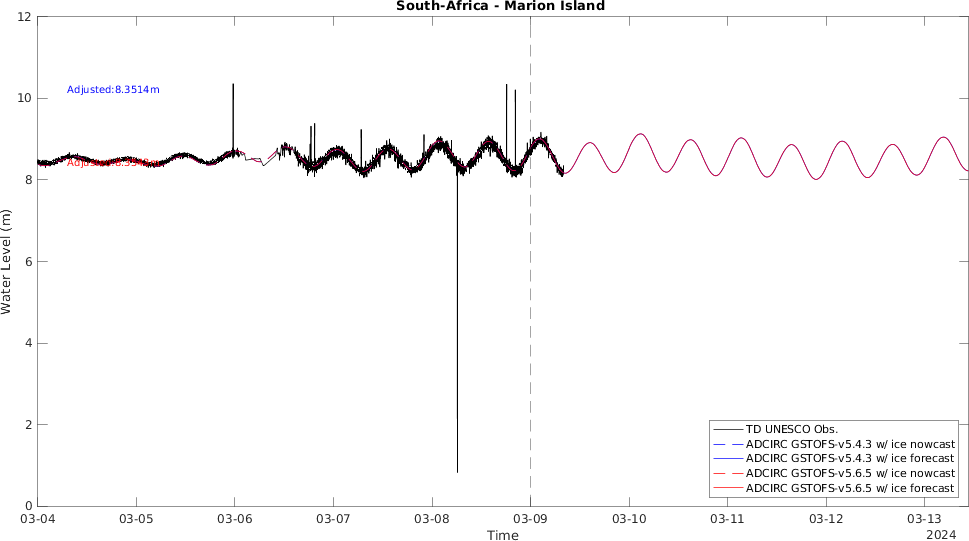 South-Africa - Marion Island
12
10
8
6
4
2
0
Water Level (m)
Adjusted:8.3514m
TD UNESCO Obs.
ADCIRC GSTOFS-v5.4.3 w/ ice nowcast
ADCIRC GSTOFS-v5.4.3 w/ ice forecast
ADCIRC GSTOFS-v5.6.5 w/ ice nowcast
ADCIRC GSTOFS-v5.6.5 w/ ice forecast
03-04 03-05 03-06 03-07 03-08 03-09 03-10 03-11 03-12 03-13
Time
2024